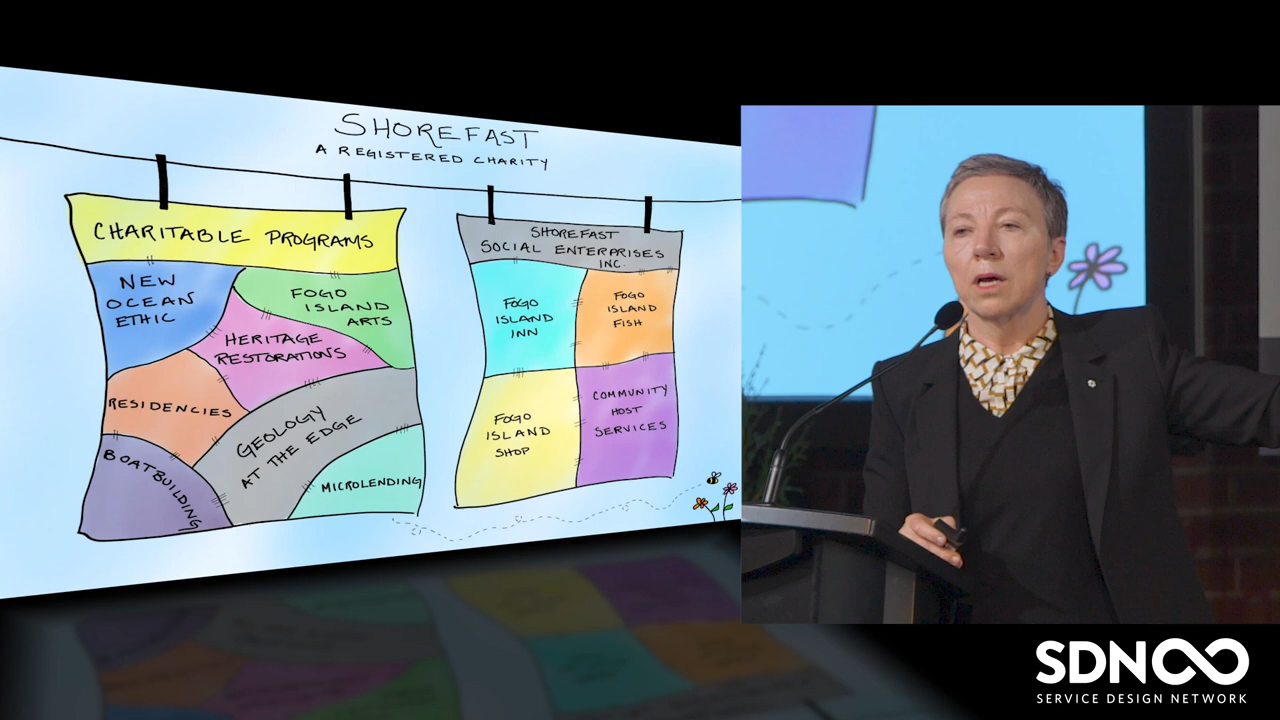 SHOREFAST
A REGISTERED CHARITY
CHARITABLE PROGRAMS
NEW
OCEAN
ETHIC
FOGO
ISLAND
ARTS
HERITAGE
RESTORATIONS
RESIDENCIES
GEOLOGY
AT THE EDGE
BOATBUILDING
MICROLENDING
SHOREFAST
SOCIAL ENTERPRISES
INC.
FOGO
ISLAND
INN
FOGO
ISLAND
FISH
FOGO
ISLAND
SHOP
COMMUNITY
HOST
SERVICES
SDN
SERVICE DESIGN NETWORK